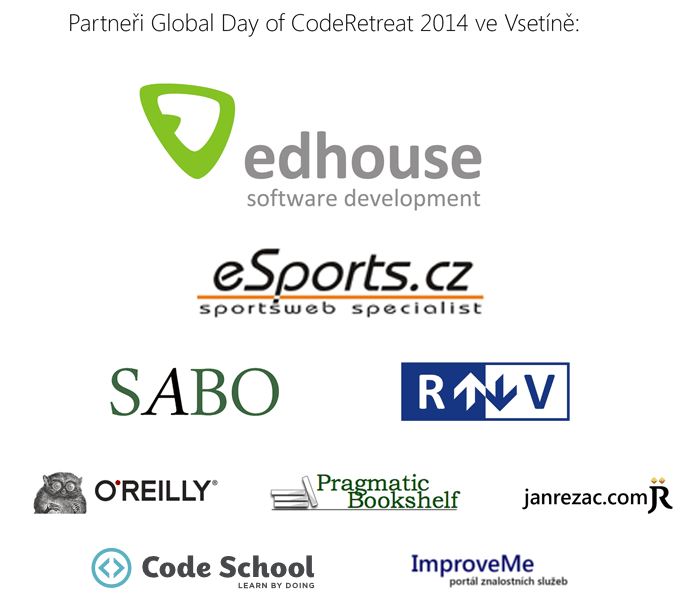 Partneři Global Day of CodeRetreat 2014 ve Vsetíně:
edhouse
software development
eSports.cz
sportsweb specialist
SABO
R V
O'REILLY®
Pragmatic
Bookshelf
janrezac.com JR
Code School
LEARN BY DOING
ImproveMe
portál znalostních služeb